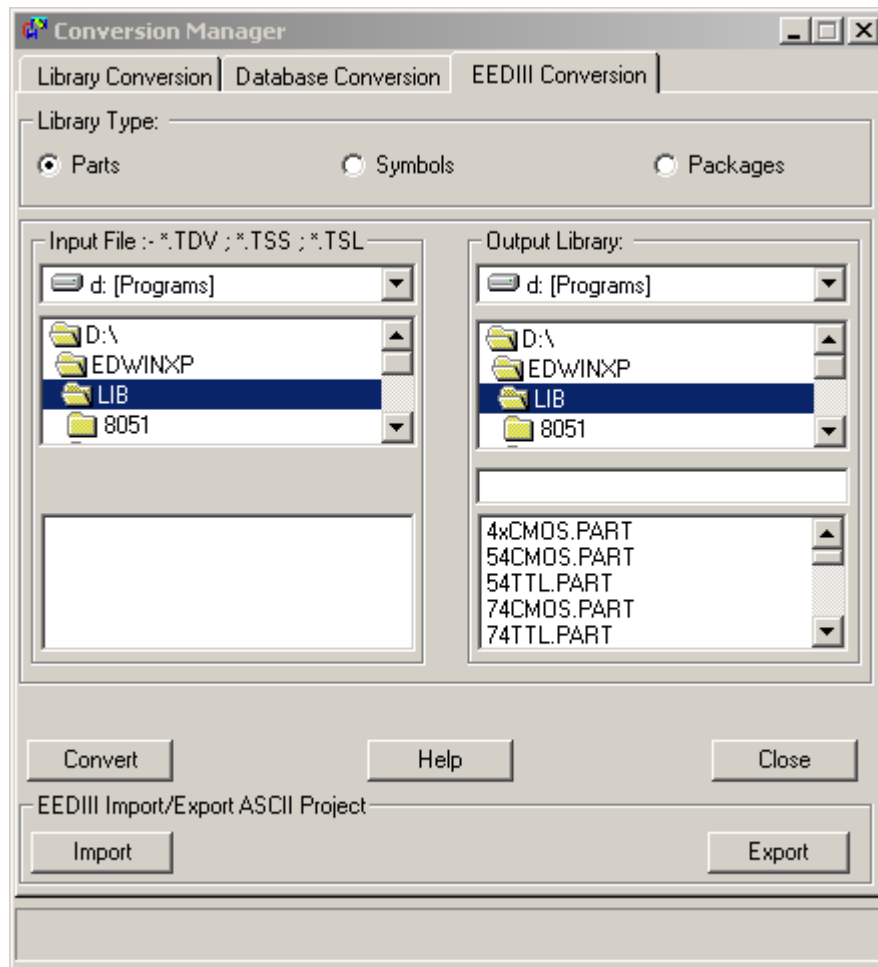 Conversion Manager
Library Conversion Database Conversion EEDIII Conversion
Library Type:
Parts Symbols Packages
Input File :- *.TDV ; *.TSS ; *.TSL
d: [Programs]
D:\
EDWINXP
LIB
8051
Output Library:
d: [Programs]
D:\
EDWINXP
LIB
8051
4xCMOS.PART
54CMOS.PART
54TTL.PART
74CMOS.PART
74TTL.PART
Convert Help Close
EEDIII Import/Export ASCII Project
Import Export